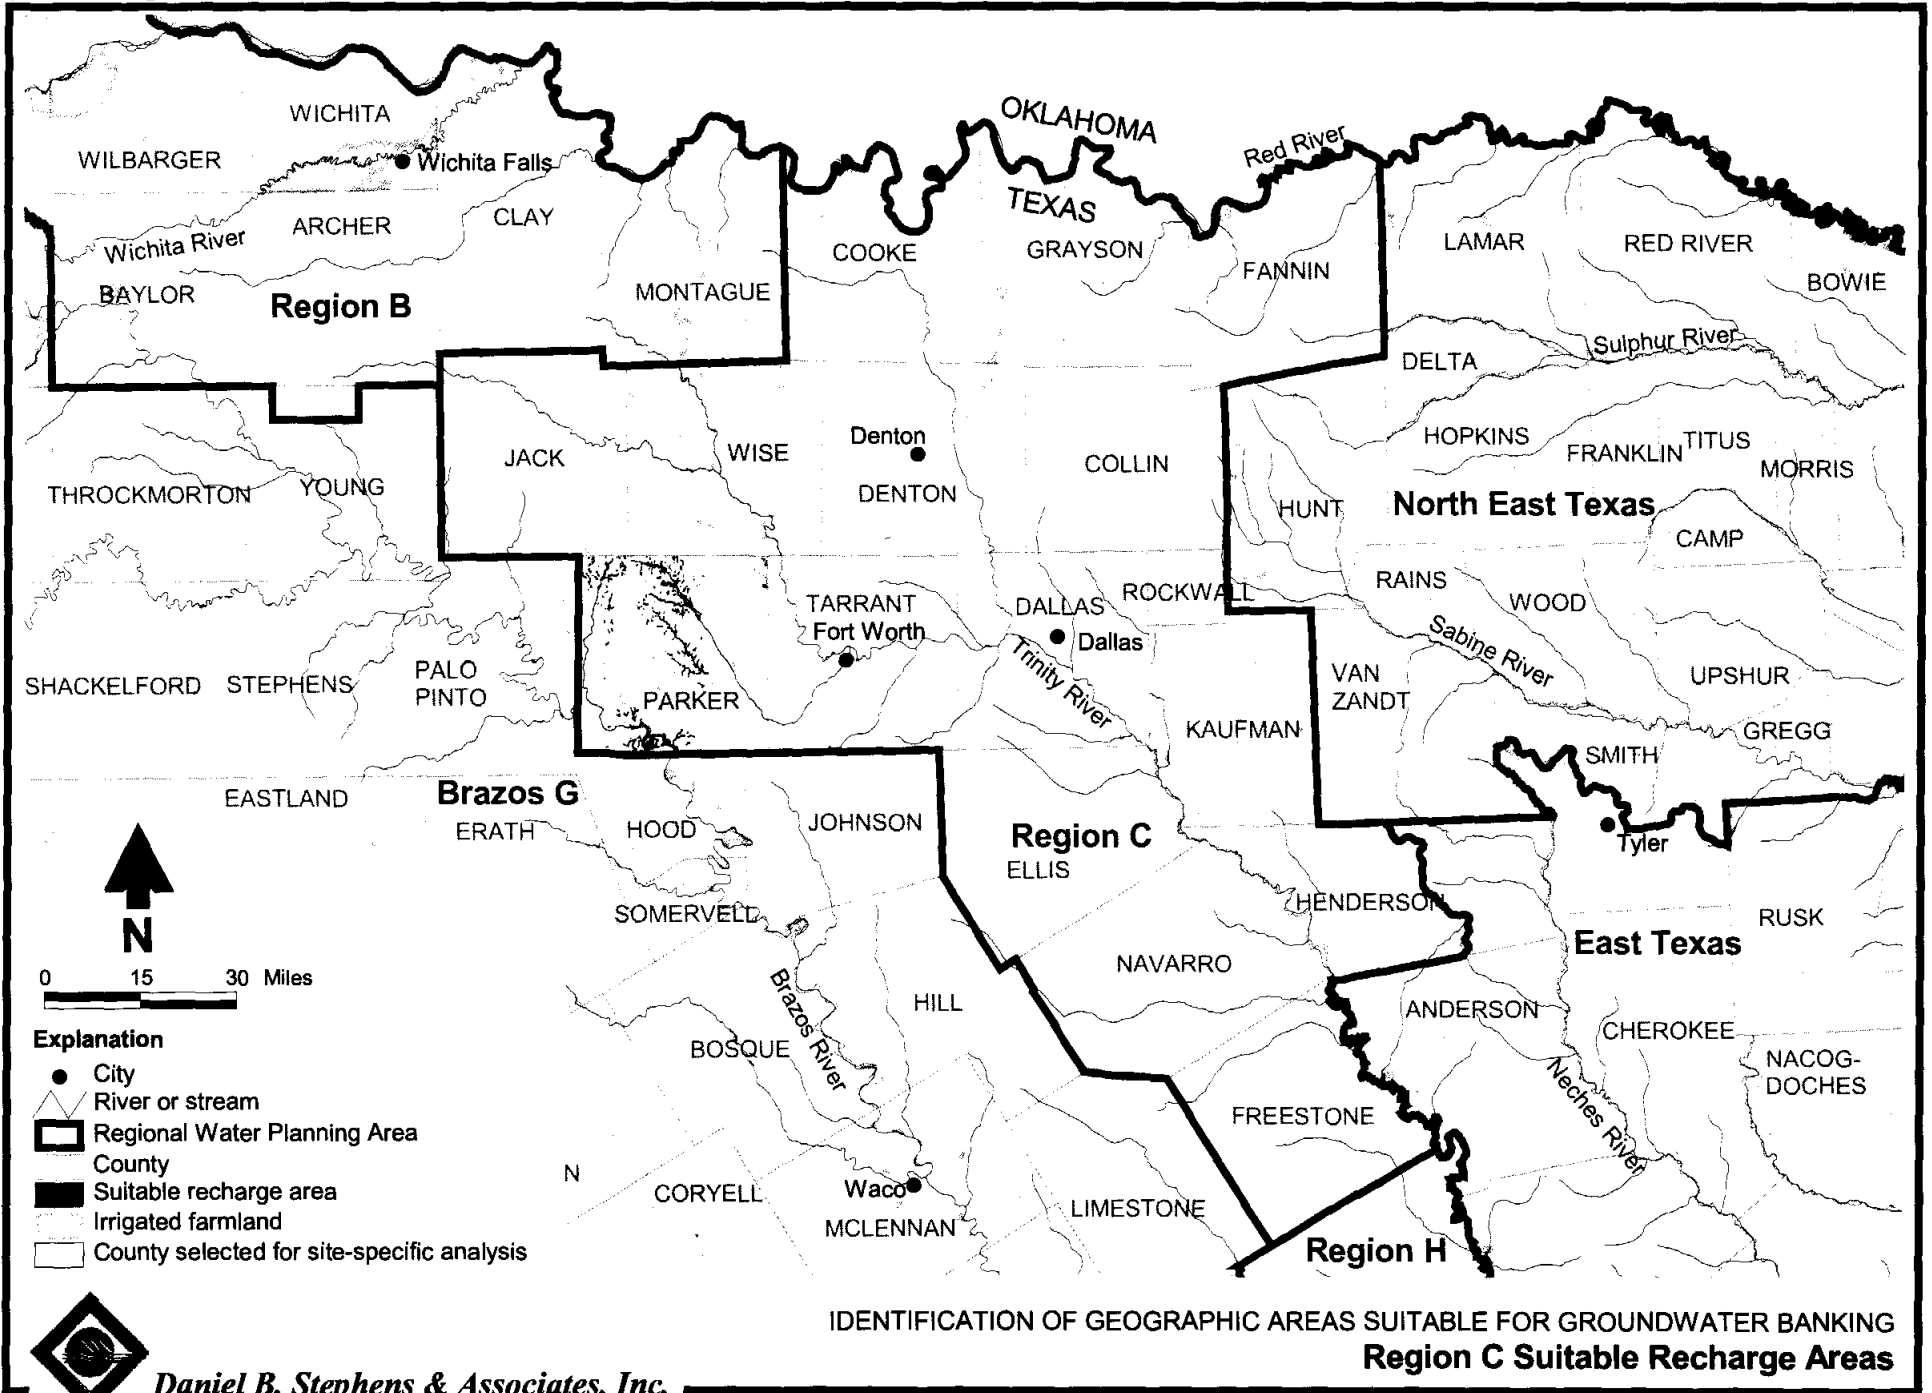 OKLAHOMA
Red River
TEXAS
WICHITA
WILBARGER
Wichita Falls
ARCHER
CLAY
Wichita River
BAYLOR
Region B
MONTAGUE
COOKE
GRAYSON
FANNIN
LAMAR
RED RIVER
BOWIE
Sulphur River
DELTA
HOPKINS
FRANKLIN
TITUS
MORRIS
JACK
WISE
Denton
DENTON
COLLIN
HUNT
North East Texas
CAMP
THROCKMORTON
YOUNG
RAINS
WOOD
TARRANT
Fort Worth
DALLAS
Dallas
ROCKWALL
Trinity River
Sabine River
SHACKELFORD
STEPHENS
PALO
PINTO
PARKER
KAUFMAN
VAN
ZANDT
UPSHUR
GREGG
SMITH
EASTLAND
Brazos G
ERATH
HOOD
JOHNSON
Region C
ELLIS
Tyler
SOMERVELL
HENDERSON
RUSK
East Texas
NAVARRO
HILL
Brazos River
BOSQUE
ANDERSON
CHEROKEE
NACOG-
DOCHES
Neches River
FREESTONE
N
CORYELL
Waco
MCLENNAN
LIMESTONE
Region H
N
0 15 30 Miles
Explanation
City
River or stream
Regional Water Planning Area
County
Suitable recharge area
Irrigated farmland
County selected for site-specific analysis
IDENTIFICATION OF GEOGRAPHIC AREAS SUITABLE FOR GROUNDWATER BANKING
Region C Suitable Recharge Areas
Daniel B. Stephens & Associates, Inc.